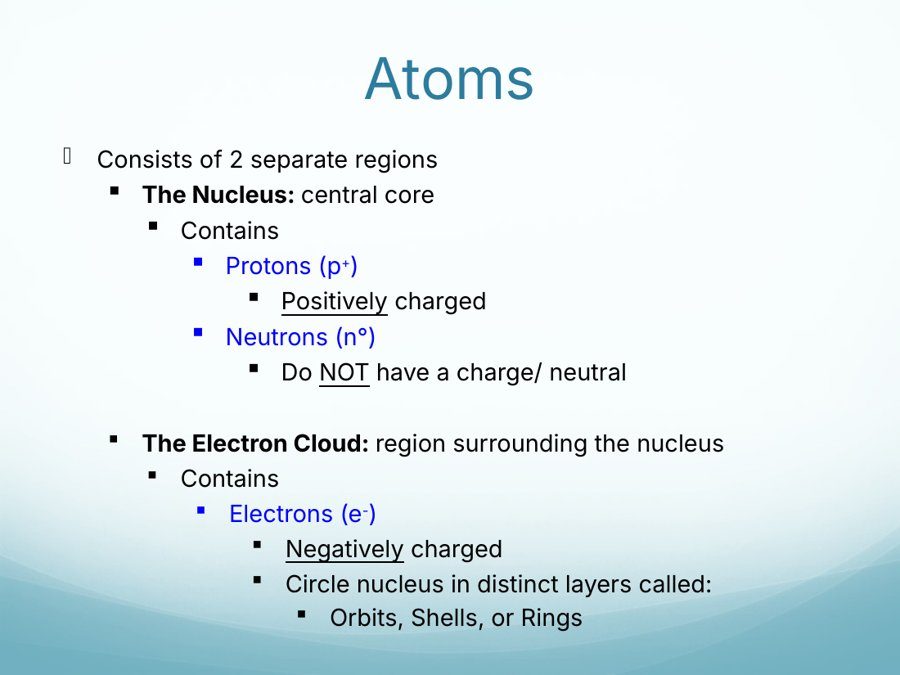 Atoms
Consists of 2 separate regions
The Nucleus: central core
Contains
Protons (p⁺)
Positively charged
Neutrons (n°)
Do NOT have a charge/ neutral
The Electron Cloud: region surrounding the nucleus
Contains
Electrons (e⁻)
Negatively charged
Circle nucleus in distinct layers called:
Orbits, Shells, or Rings